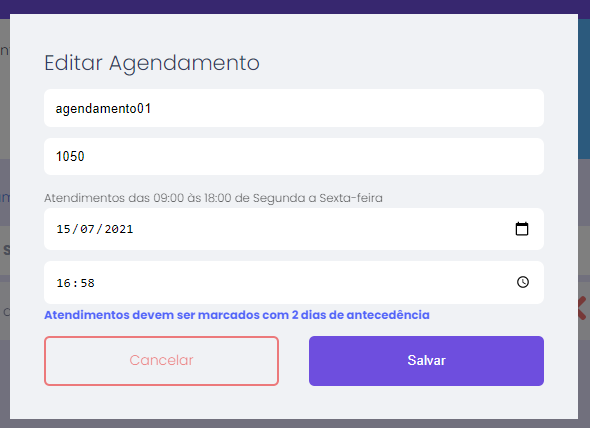 Editar Agendamento
agendamento01
1050
Atendimentos das 09:00 às 18:00 de Segunda a Sexta-feira
15/07/2021
16:58
Atendimentos devem ser marcados com 2 dias de antecedência
Cancelar
Salvar